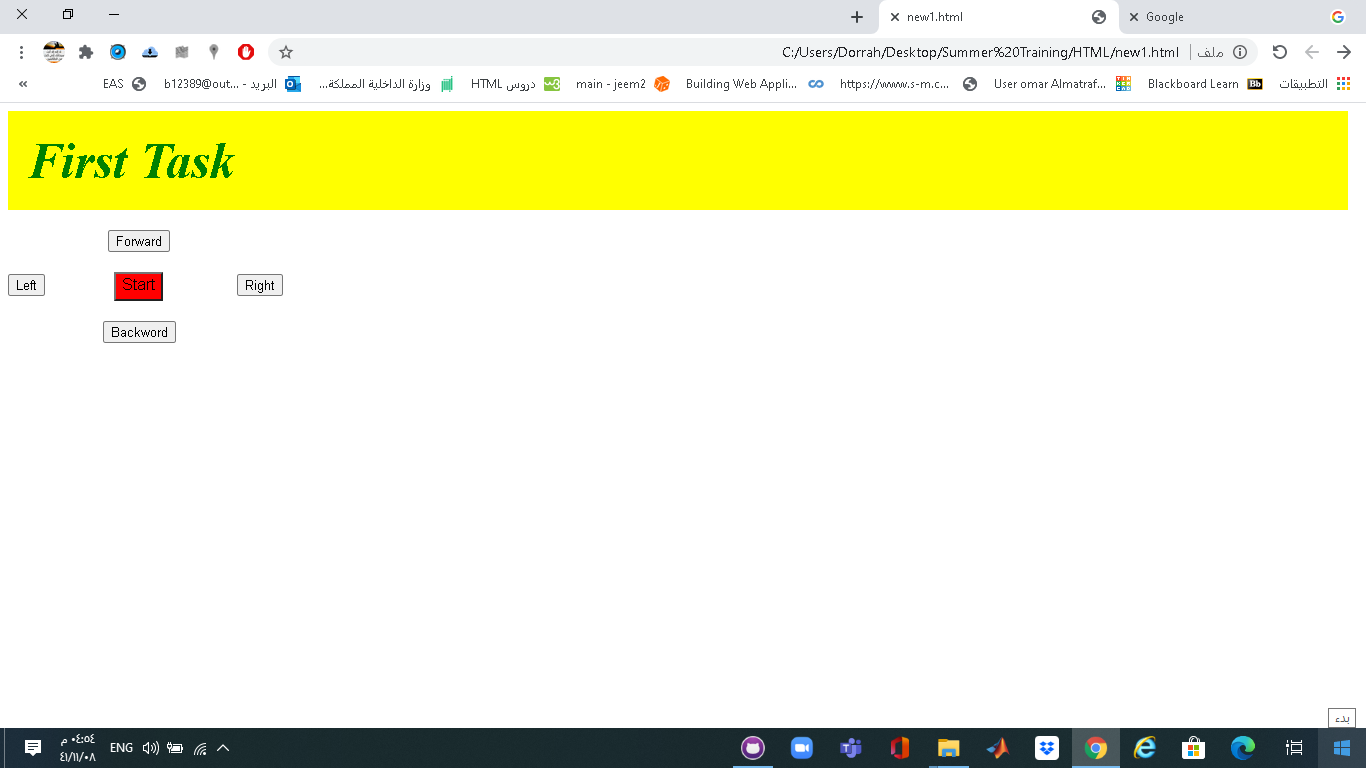 new1.html
Google
C:/Users/Dorrah/Desktop/Summer%20Training/HTML/new1.html | ملف
التطبيقات
Blackboard Learn
User omar Almatraf...
https://www.s-m.c...
Building Web Appli...
main - jeem2
دروس HTML
وزارة الداخلية المملكة...
البريد - b12389@out...
EAS
«
First Task
Forward
Left
Start
Right
Backword
بدء
ENG
٠٤:٥٤ م
٤١/١١/٠٨